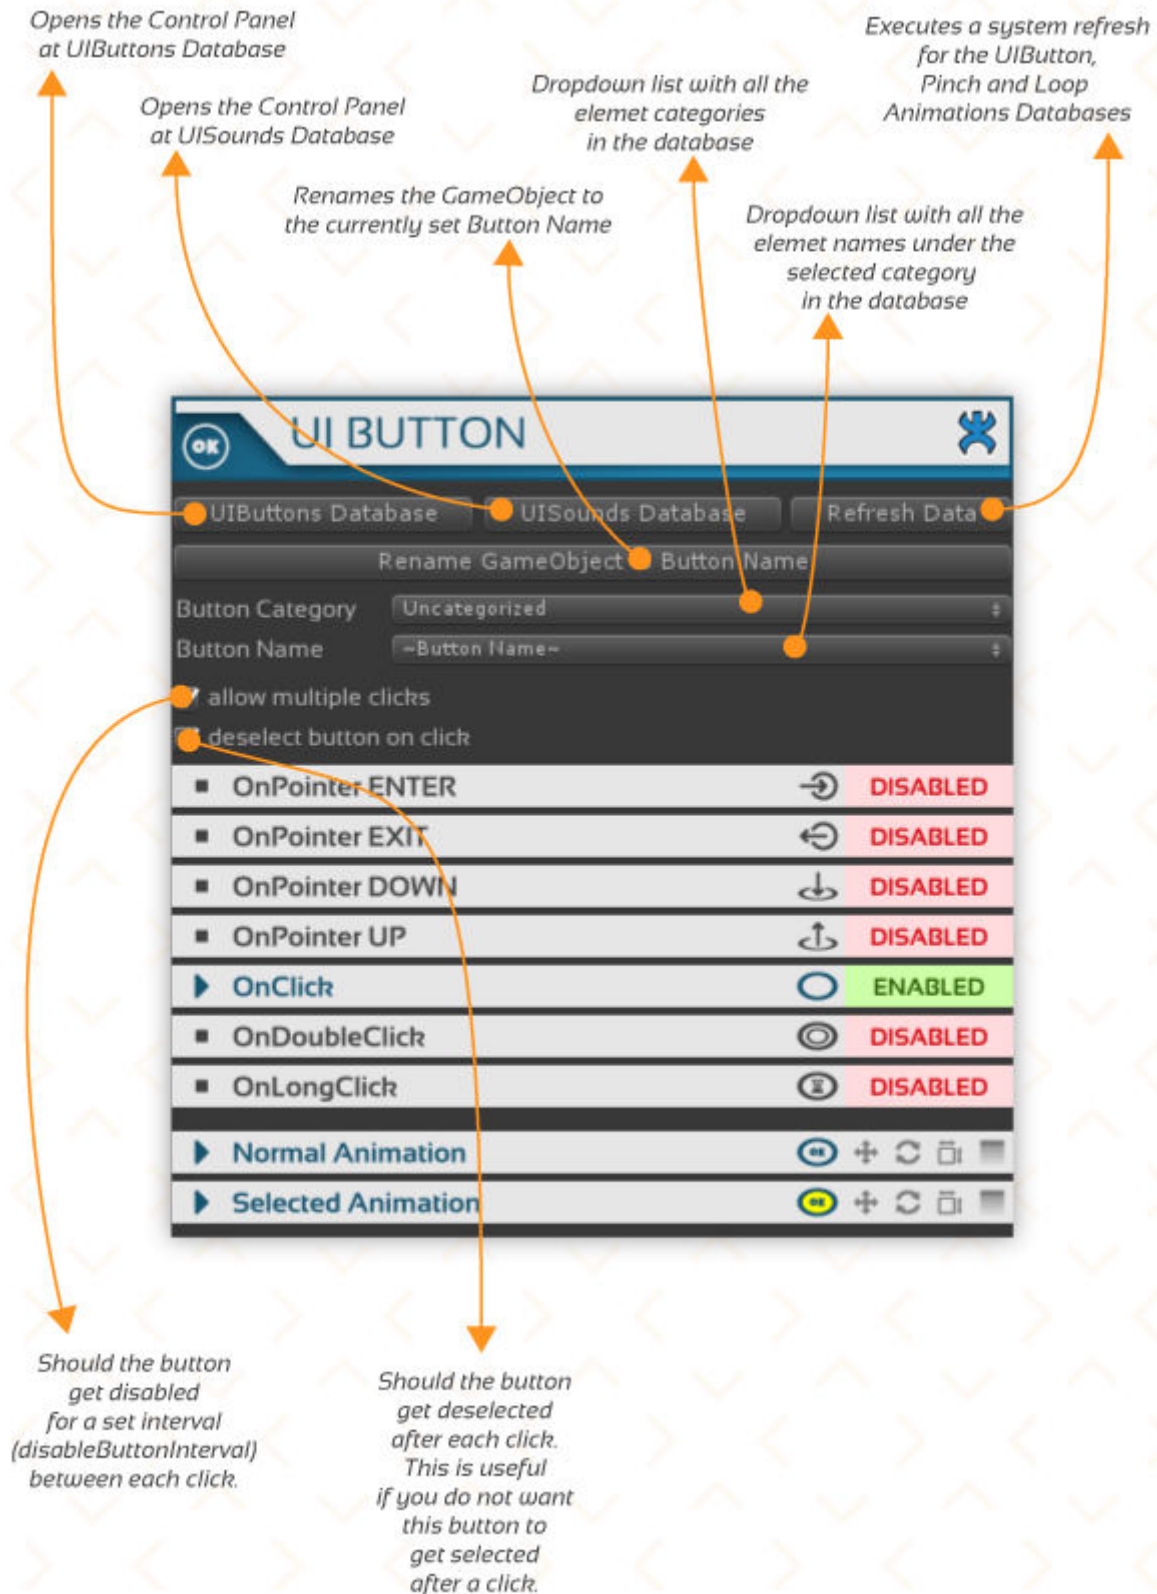 Opens the Control Panel
at UIButtons Database
Executes a system refresh
for the UIButton,
Pinch and Loop
Animations Databases
Opens the Control Panel
at UISounds Database
Dropdown list with all the
elemet categories
in the database
Renames the GameObject to
the currently set Button Name
Dropdown list with all the
elemet names under the
selected category
in the database
OK
UI BUTTON
UIButtons Database
UISounds Database
Refresh Data
Rename GameObject Button Name
Button Category
Uncategorized
Button Name
~Button Name~
allow multiple clicks
deselect button on click
OnPointer ENTER
DISABLED
OnPointer EXIT
DISABLED
OnPointer DOWN
DISABLED
OnPointer UP
DISABLED
OnClick
ENABLED
OnDoubleClick
DISABLED
OnLongClick
DISABLED
Normal Animation
OK
Selected Animation
OK
Should the button
get disabled
for a set interval
(disableButtonInterval)
between each click.
Should the button
get deselected
after each click.
This is useful
if you do not want
this button to
get selected
after a click.